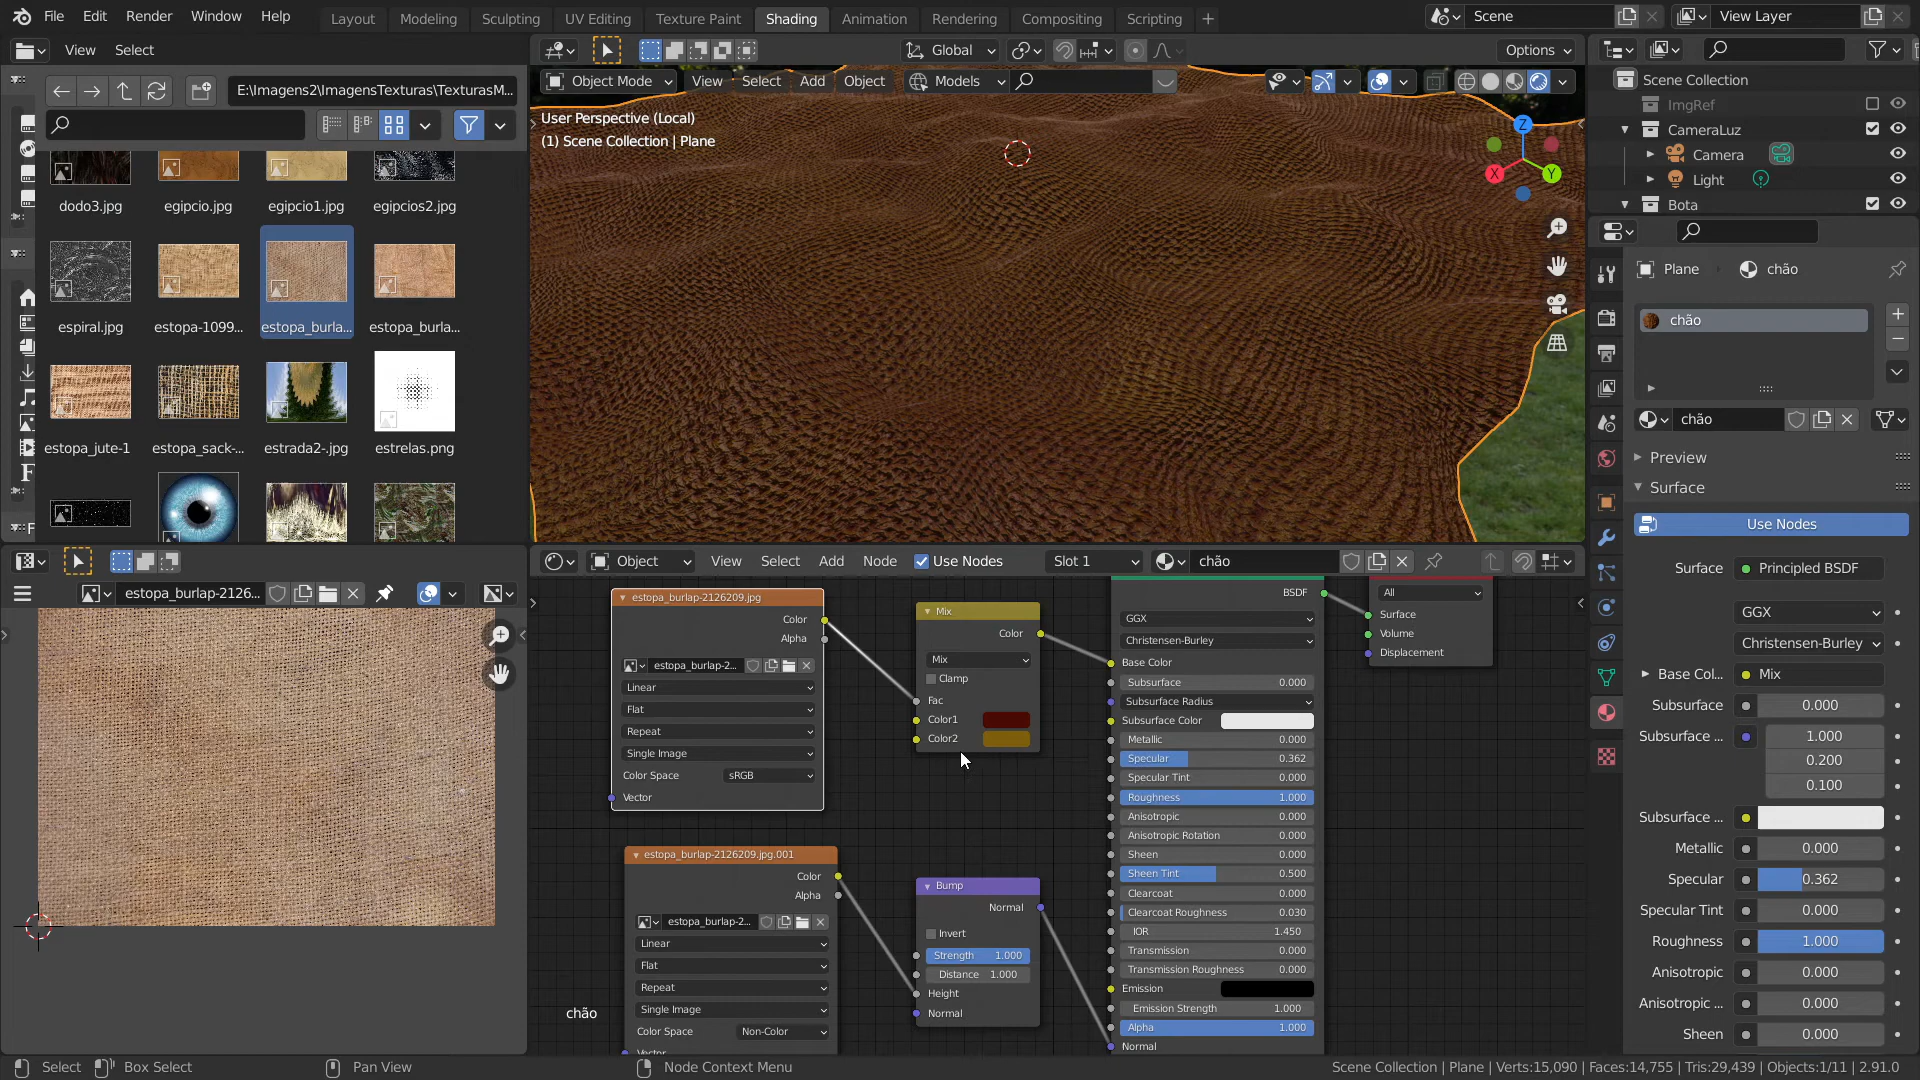 File Edit Render Window Help Layout Modeling Sculpting UV Editing Texture Paint Shading Animation Rendering Compositing Scripting + Scene View Layer
View Select Global Options
E:\Imagens2\ImagensTexturas\TexturasM...
Object Mode View Select Add Object Models
User Perspective (Local)
(1) Scene Collection | Plane
dodo3.jpg egipcio.jpg egipcio1.jpg egipcios2.jpg
espiral.jpg estopa-1099... estopa_burla... estopa_burla...
estopa_jute-1 estopa_sack-... estrada2-.jpg estrelas.png
F
X Y Z
Scene Collection
ImgRef
CameraLuz
Camera
Light
Bota
Plane chão
chão
chão
Preview
Surface
Use Nodes
Surface Principled BSDF
GGX
Christensen-Burley
Base Col... Mix
Subsurface 0.000
Subsurface ... 1.000
0.200
0.100
Subsurface ...
Metallic 0.000
Specular 0.362
Specular Tint 0.000
Roughness 1.000
Anisotropic 0.000
Anisotropic ... 0.000
Sheen 0.000
estopa_burlap-2126...
Object View Select Add Node Use Nodes Slot 1 chão
estopa_burlap-2126209.jpg
Color
Alpha
estopa_burlap-2...
Linear
Flat
Repeat
Single Image
Color Space sRGB
Vector
estopa_burlap-2126209.jpg.001
Color
Alpha
estopa_burlap-2...
Linear
Flat
Repeat
Single Image
Color Space Non-Color
Vector
chão
Mix
Color
Mix
Clamp
Fac
Color1
Color2
Bump
Normal
Invert
Strength 1.000
Distance 1.000
Height
Normal
BSDF
GGX
Christensen-Burley
Base Color
Subsurface 0.000
Subsurface Radius
Subsurface Color
Metallic 0.000
Specular 0.362
Specular Tint 0.000
Roughness 1.000
Anisotropic 0.000
Anisotropic Rotation 0.000
Sheen 0.000
Sheen Tint 0.500
Clearcoat 0.000
Clearcoat Roughness 0.030
IOR 1.450
Transmission 0.000
Transmission Roughness 0.000
Emission
Emission Strength 1.000
Alpha 1.000
Normal
All
Surface
Volume
Displacement
Select Box Select Pan View Node Context Menu Scene Collection | Plane | Verts:15,090 | Faces:14,755 | Tris:29,439 | Objects:1/11 | 2.91.0